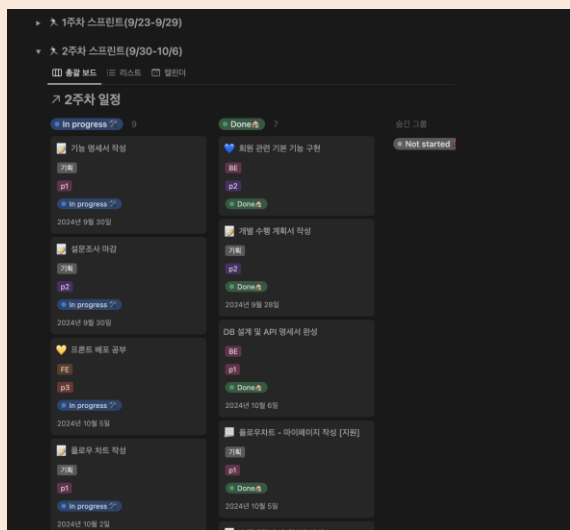 1주차 스프린트(9/23-9/29)
2주차 스프린트(9/30-10/6)
총괄 보드 리스트 캘린더
↗ 2주차 일정
In progress 9
기능 명세서 작성
기획
p1
In progress
2024년 9월 30일
설문조사 마감
기획
p2
In progress
2024년 9월 30일
프론트 배포 공부
FE
p3
In progress
2024년 10월 5일
플로우 차트 작성
기획
p1
In progress
2024년 10월 2일
Done 7
회원 관련 기본 기능 구현
BE
p2
Done
개별 수행 계획서 작성
기획
p2
Done
2024년 9월 28일
DB 설계 및 API 명세서 완성
BE
p1
Done
2024년 10월 6일
플로우차트 - 마이페이지 작성 [지원]
기획
p1
Done
2024년 10월 5일
숨긴 그룹
Not started